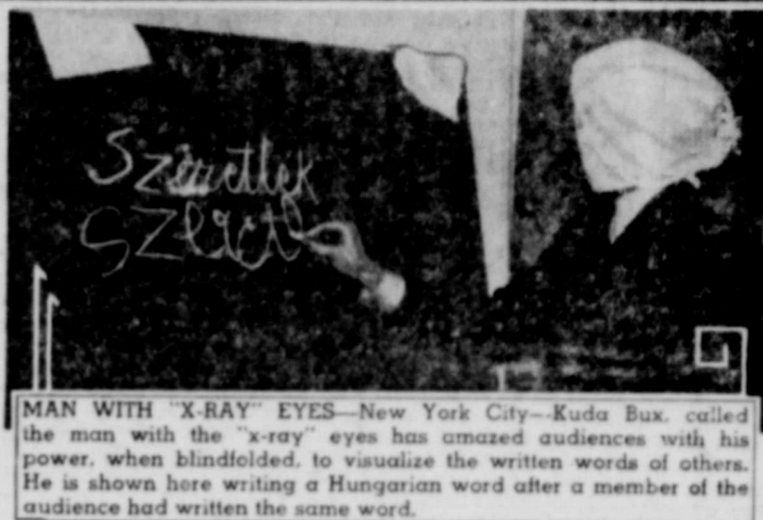 Szeretlek
Szeret
MAN WITH "X-RAY" EYES—New York City—Kuda Bux, called
the man with the "x-ray" eyes has amazed audiences with his
power, when blindfolded, to visualize the written words of others.
He is shown here writing a Hungarian word after a member of the
audience had written the same word.